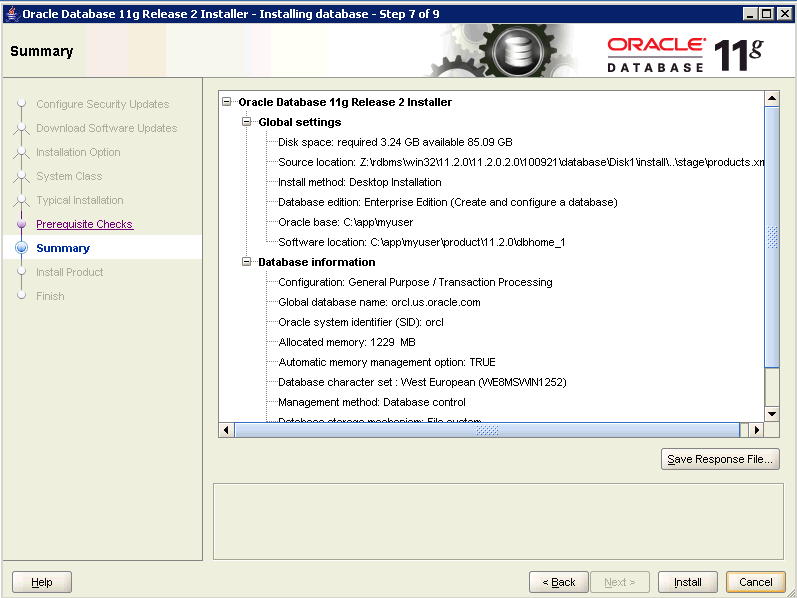 Oracle Database 11g Release 2 Installer - Installing database - Step 7 of 9
Summary
ORACLE®
DATABASE
11g
Configure Security Updates
Download Software Updates
Installation Option
System Class
Typical Installation
Prerequisite Checks
Summary
Install Product
Finish
Oracle Database 11g Release 2 Installer
Global settings
Disk space: required 3.24 GB available 85.09 GB
Source location: Z:\rdbms\win32\11.2.0\11.2.0.2.0\100921\database\Disk1\install\..\stage\products.xm
Install method: Desktop Installation
Database edition: Enterprise Edition (Create and configure a database)
Oracle base: C:\app\myuser
Software location: C:\app\myuser\product\11.2.0\dbhome_1
Database information
Configuration: General Purpose / Transaction Processing
Global database name: orcl.us.oracle.com
Oracle system identifier (SID): orcl
Allocated memory: 1229 MB
Automatic memory management option: TRUE
Database character set : West European (WE8MSWIN1252)
Management method: Database control
Database storage mechanism: File system
Save Response File...
Help
< Back
Next >
Install
Cancel